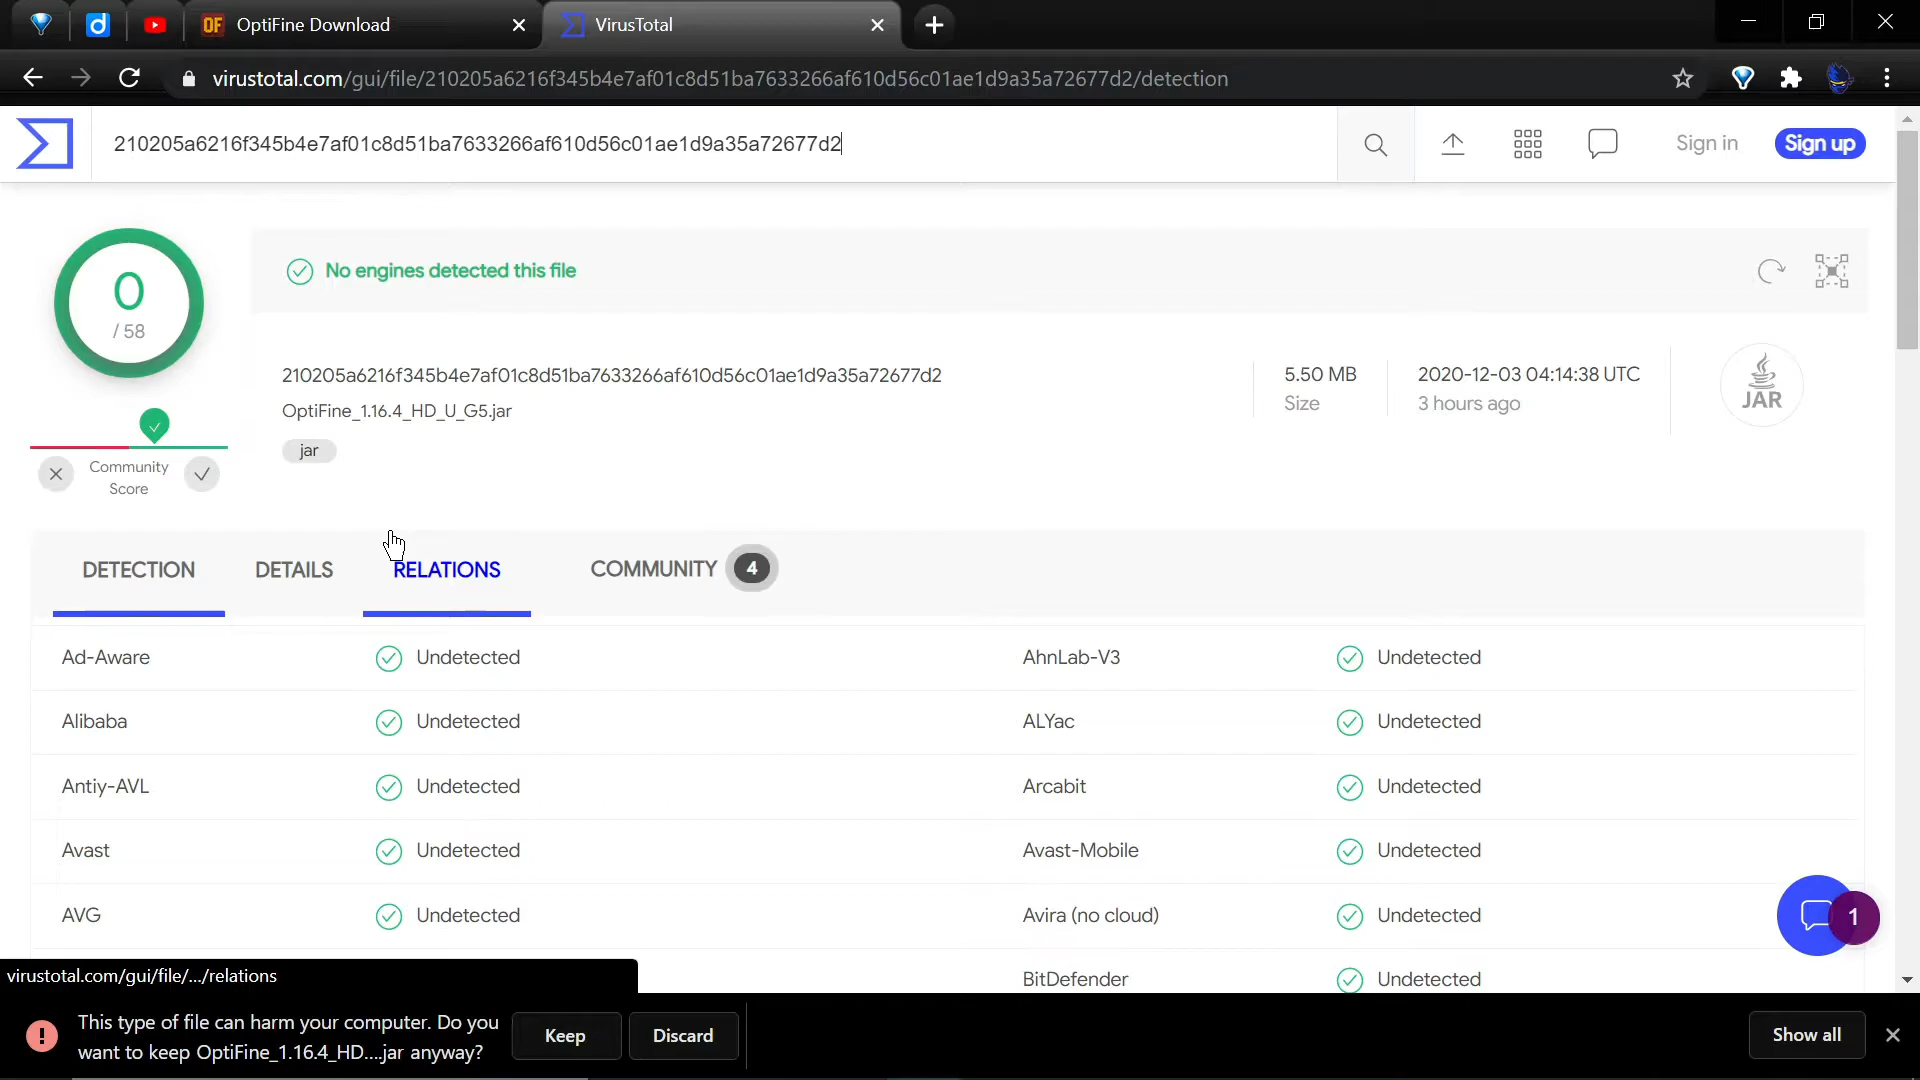 OF OptiFine Download
VirusTotal
virustotal.com/gui/file/210205a6216f345b4e7af01c8d51ba7633266af610d56c01ae1d9a35a72677d2/detection
210205a6216f345b4e7af01c8d51ba7633266af610d56c01ae1d9a35a72677d2
Sign in
Sign up
0
/ 58
No engines detected this file
210205a6216f345b4e7af01c8d51ba7633266af610d56c01ae1d9a35a72677d2
OptiFine_1.16.4_HD_U_G5.jar
jar
5.50 MB
Size
2020-12-03 04:14:38 UTC
3 hours ago
JAR
Community
Score
DETECTION
DETAILS
RELATIONS
COMMUNITY 4
Ad-Aware Undetected AhnLab-V3 Undetected
Alibaba Undetected ALYac Undetected
Antiy-AVL Undetected Arcabit Undetected
Avast Undetected Avast-Mobile Undetected
AVG Undetected Avira (no cloud) Undetected
BitDefender Undetected
1
virustotal.com/gui/file/.../relations
This type of file can harm your computer. Do you
want to keep OptiFine_1.16.4_HD....jar anyway?
Keep
Discard
Show all